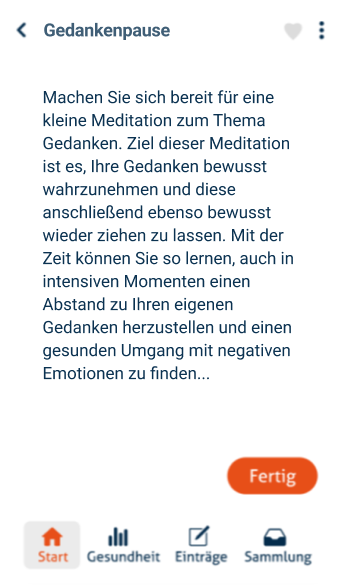 Gedankenpause
Machen Sie sich bereit für eine
kleine Meditation zum Thema
Gedanken. Ziel dieser Meditation
ist es, Ihre Gedanken bewusst
wahrzunehmen und diese
anschließend ebenso bewusst
wieder ziehen zu lassen. Mit der
Zeit können Sie so lernen, auch in
intensiven Momenten einen
Abstand zu Ihren eigenen
Gedanken herzustellen und einen
gesunden Umgang mit negativen
Emotionen zu finden...
Fertig
Start Gesundheit Einträge Sammlung